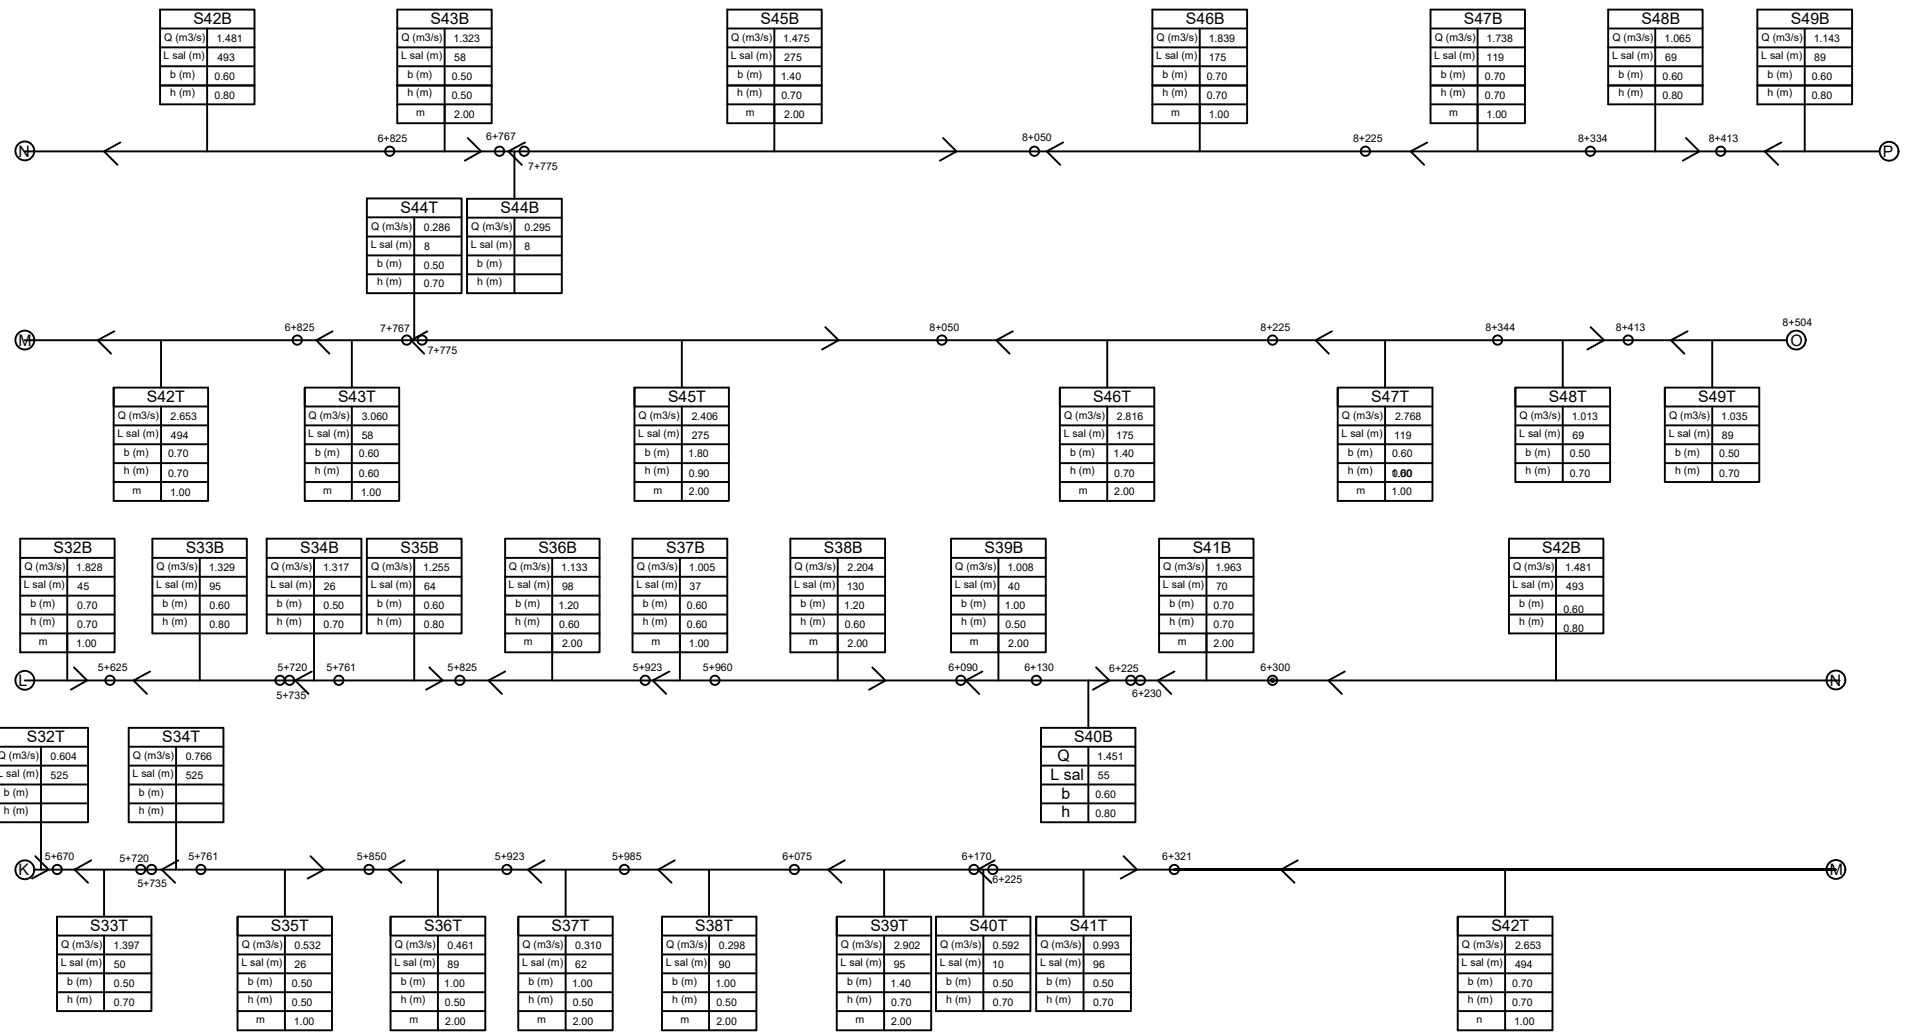 S42B
Q (m3/s) 1.481
L sal (m) 493
b (m) 0.60
h (m) 0.80
S43B
Q (m3/s) 1.323
L sal (m) 58
b (m) 0.50
h (m) 0.50
m 2.00
S45B
Q (m3/s) 1.475
L sal (m) 275
b (m) 1.40
h (m) 0.70
m 2.00
S46B
Q (m3/s) 1.839
L sal (m) 175
b (m) 0.70
h (m) 0.70
m 1.00
S47B
Q (m3/s) 1.738
L sal (m) 119
b (m) 0.70
h (m) 0.70
m 1.00
S48B
Q (m3/s) 1.065
L sal (m) 69
b (m) 0.60
h (m) 0.80
S49B
Q (m3/s) 1.143
L sal (m) 89
b (m) 0.60
h (m) 0.80
N 6+825 6+767 7+775 8+050 8+225 8+334 8+413 P
S44T
Q (m3/s) 0.286
L sal (m) 8
b (m) 0.50
h (m) 0.70
S44B
Q (m3/s) 0.295
L sal (m) 8
b (m)
h (m)
M 6+825 7+767 7+775 8+050 8+225 8+344 8+413 8+504 O
S42T
Q (m3/s) 2.653
L sal (m) 494
b (m) 0.70
h (m) 0.70
m 1.00
S43T
Q (m3/s) 3.060
L sal (m) 58
b (m) 0.60
h (m) 0.60
m 1.00
S45T
Q (m3/s) 2.406
L sal (m) 275
b (m) 1.80
h (m) 0.90
m 2.00
S46T
Q (m3/s) 2.816
L sal (m) 175
b (m) 1.40
h (m) 0.70
m 2.00
S47T
Q (m3/s) 2.768
L sal (m) 119
b (m) 0.60
h (m)
m 1.00
S48T
Q (m3/s) 1.013
L sal (m) 69
b (m) 0.50
h (m) 0.70
S49T
Q (m3/s) 1.035
L sal (m) 89
b (m) 0.50
h (m) 0.70
S32B
Q (m3/s) 1.828
L sal (m) 45
b (m) 0.70
h (m) 0.70
m 1.00
S33B
Q (m3/s) 1.329
L sal (m) 95
b (m) 0.60
h (m) 0.80
S34B
Q (m3/s) 1.317
L sal (m) 26
b (m) 0.50
h (m) 0.70
S35B
Q (m3/s) 1.255
L sal (m) 64
b (m) 0.60
h (m) 0.80
S36B
Q (m3/s) 1.133
L sal (m) 98
b (m) 1.20
h (m) 0.60
m 2.00
S37B
Q (m3/s) 1.005
L sal (m) 37
b (m) 0.60
h (m) 0.60
m 1.00
S38B
Q (m3/s) 2.204
L sal (m) 130
b (m) 1.20
h (m) 0.60
m 2.00
S39B
Q (m3/s) 1.008
L sal (m) 40
b (m) 1.00
h (m) 0.50
m 2.00
S41B
Q (m3/s) 1.963
L sal (m) 70
b (m) 0.70
h (m) 0.70
m 2.00
S42B
Q (m3/s) 1.481
L sal (m) 493
b (m) 0.60
h (m) 0.80
L 5+625 5+720 5+735 5+761 5+825 5+923 5+960 6+090 6+130 6+225 6+230 6+300 N
S32T
Q (m3/s) 0.604
L sal (m) 525
b (m)
h (m)
S34T
Q (m3/s) 0.766
L sal (m) 525
b (m)
h (m)
S40B
Q 1.451
L sal 55
b 0.60
h 0.80
K 5+670 5+720 5+735 5+761 5+850 5+923 5+985 6+075 6+170 6+225 6+321 M
S33T
Q (m3/s) 1.397
L sal (m) 50
b (m) 0.50
h (m) 0.70
S35T
Q (m3/s) 0.532
L sal (m) 26
b (m) 0.50
h (m) 0.50
m 1.00
S36T
Q (m3/s) 0.461
L sal (m) 89
b (m) 1.00
h (m) 0.50
m 2.00
S37T
Q (m3/s) 0.310
L sal (m) 62
b (m) 1.00
h (m) 0.50
m 2.00
S38T
Q (m3/s) 0.298
L sal (m) 90
b (m) 1.00
h (m) 0.50
m 2.00
S39T
Q (m3/s) 2.902
L sal (m) 95
b (m) 1.40
h (m) 0.70
m 2.00
S40T
Q (m3/s) 0.592
L sal (m) 10
b (m) 0.50
h (m) 0.70
S41T
Q (m3/s) 0.993
L sal (m) 96
b (m) 0.50
h (m) 0.70
S42T
Q (m3/s) 2.653
L sal (m) 494
b (m) 0.70
h (m) 0.70
n 1.00